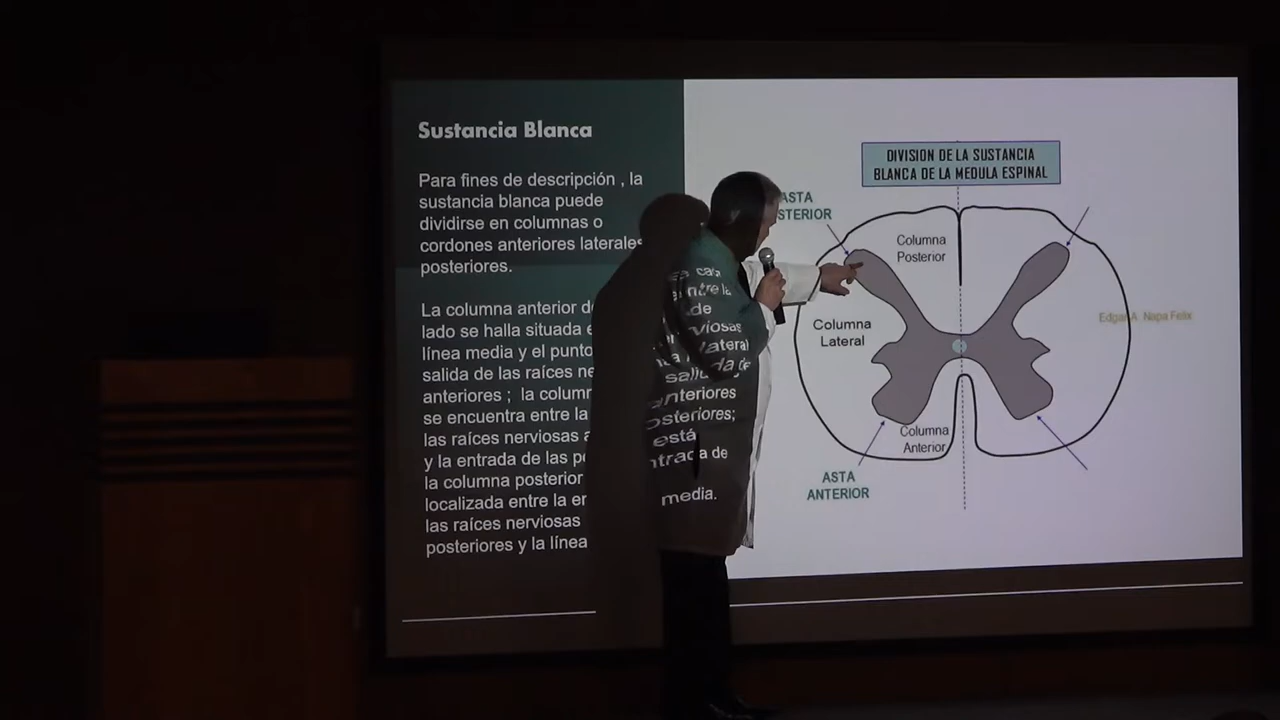 Sustancia Blanca
Para fines de descripción , la
sustancia blanca puede
dividirse en columnas o
cordones anteriores laterales
posteriores.
La columna anterior de
lado se halla situada
línea media y el punto
salida de las raíces
anteriores ; la
se encuentra entre la
las raíces nerviosas
y la entrada de las
la columna posterior está
localizada entre la entrada de
las raíces nerviosas
posteriores y la línea media.
DIVISION DE LA SUSTANCIA
BLANCA DE LA MEDULA ESPINAL
ASTA
Columna
Posterior
Columna
Lateral
Edgar A Napa Felix
Columna
Anterior
ASTA
ANTERIOR